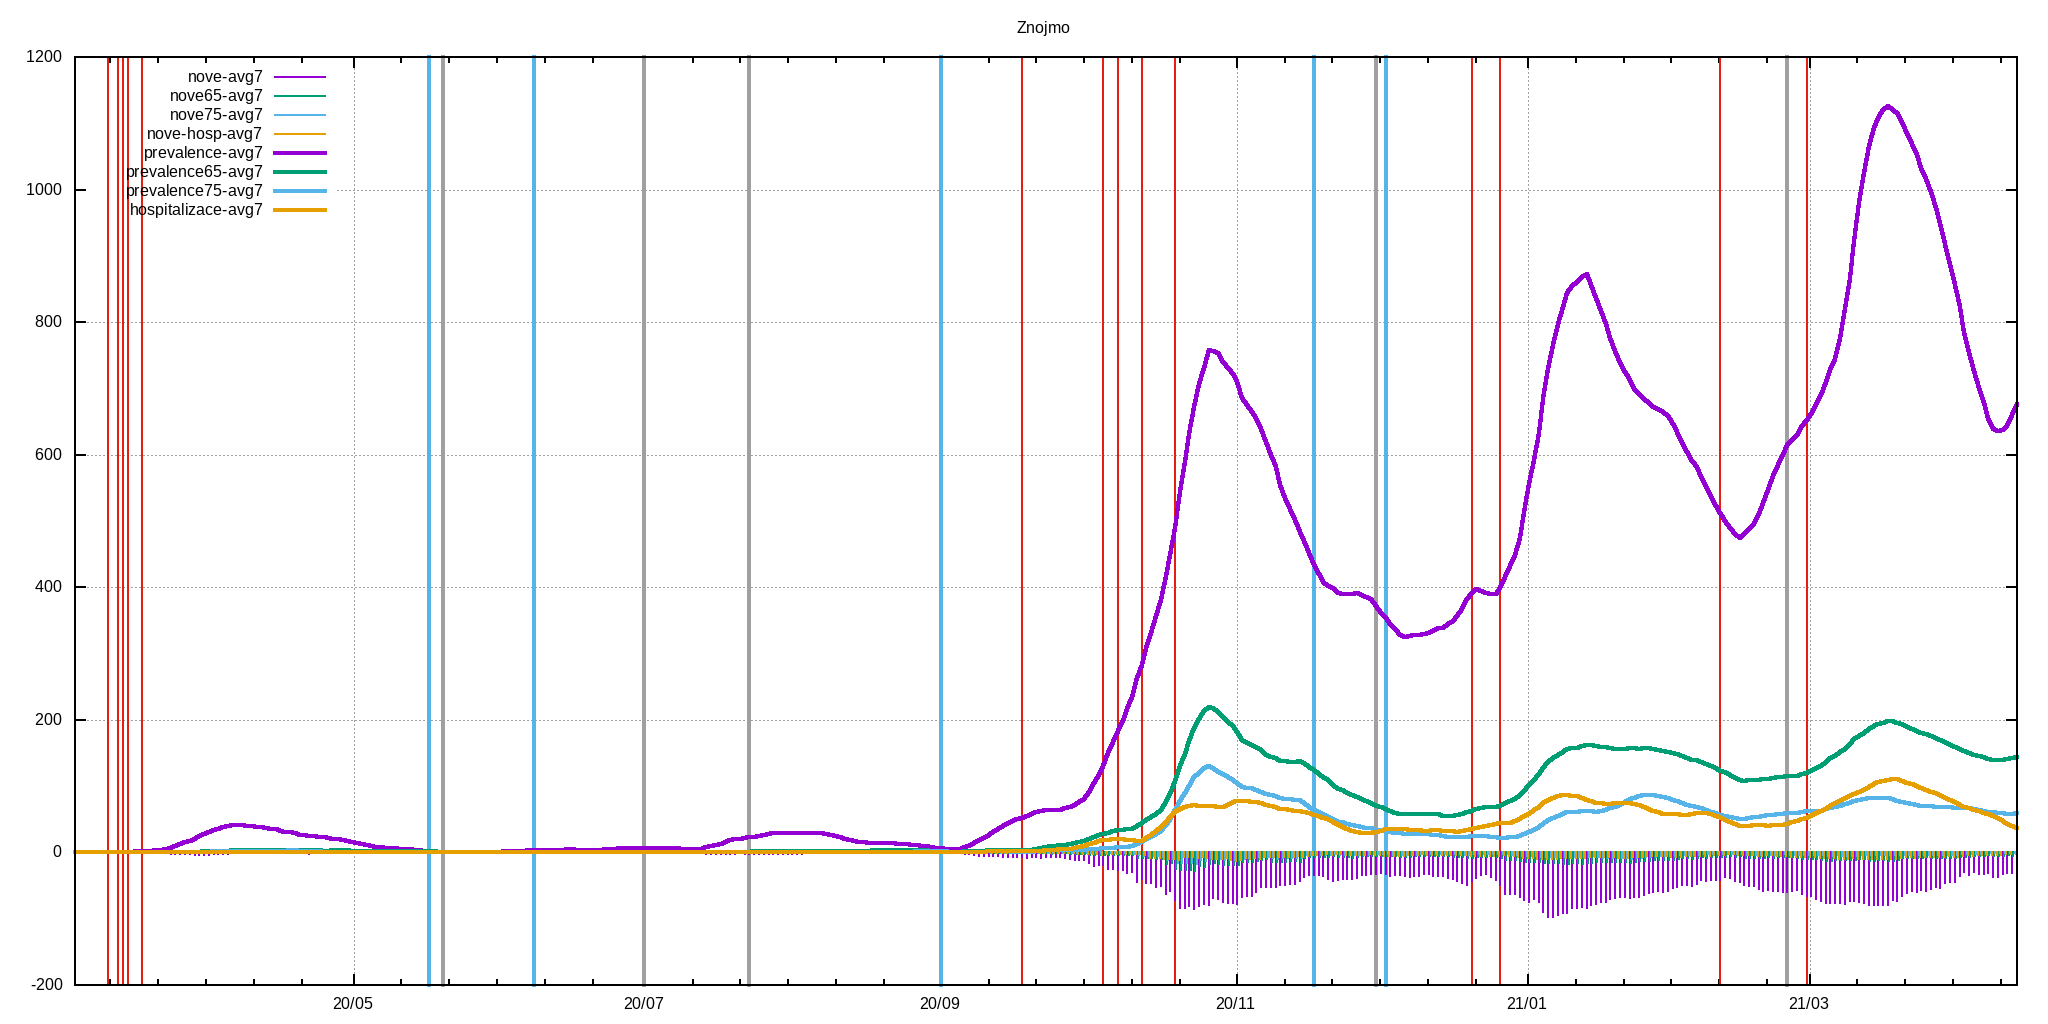 Znojmo
1200
1000
800
600
400
200
0
-200
nove-avg7
nove65-avg7
nove75-avg7
nove-hosp-avg7
prevalence-avg7
prevalence65-avg7
prevalence75-avg7
hospitalizace-avg7
20/05
20/07
20/09
20/11
21/01
21/03